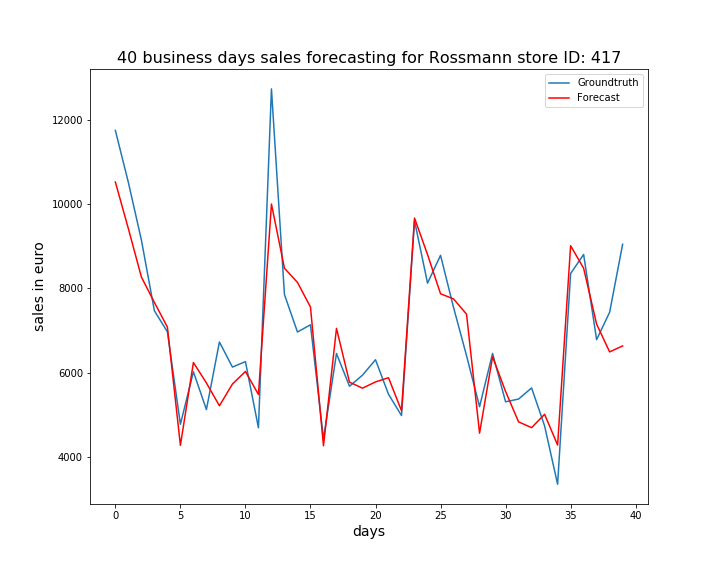 40 business days sales forecasting for Rossmann store ID: 417
Groundtruth
Forecast
sales in euro
12000
10000
8000
6000
4000
0 5 10 15 20 25 30 35 40
days